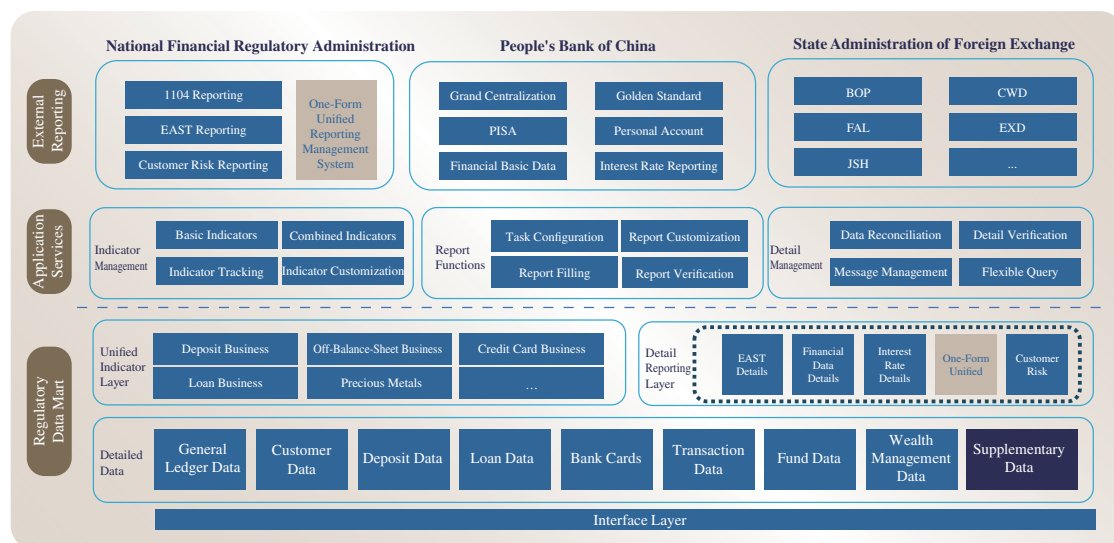 National Financial Regulatory Administration
People's Bank of China
State Administration of Foreign Exchange
External
Reporting
1104 Reporting
EAST Reporting
Customer Risk Reporting
One-Form
Unified
Reporting
Management
System
Grand Centralization
Golden Standard
PISA
Personal Account
Financial Basic Data
Interest Rate Reporting
BOP
CWD
FAL
EXD
JSH
...
Application
Services
Indicator
Management
Basic Indicators
Combined Indicators
Indicator Tracking
Indicator Customization
Report
Functions
Task Configuration
Report Customization
Report Filling
Report Verification
Detail
Management
Data Reconciliation
Detail Verification
Message Management
Flexible Query
Regulatory
Data Mart
Unified
Indicator
Layer
Deposit Business
Off-Balance-Sheet Business
Credit Card Business
Loan Business
Precious Metals
…
Detail
Reporting
Layer
EAST
Details
Financial
Data
Details
Interest
Rate
Details
One-Form
Unified
Customer
Risk
Detailed
Data
General
Ledger Data
Customer
Data
Deposit Data
Loan Data
Bank Cards
Transaction
Data
Fund Data
Wealth
Management
Data
Supplementary
Data
Interface Layer